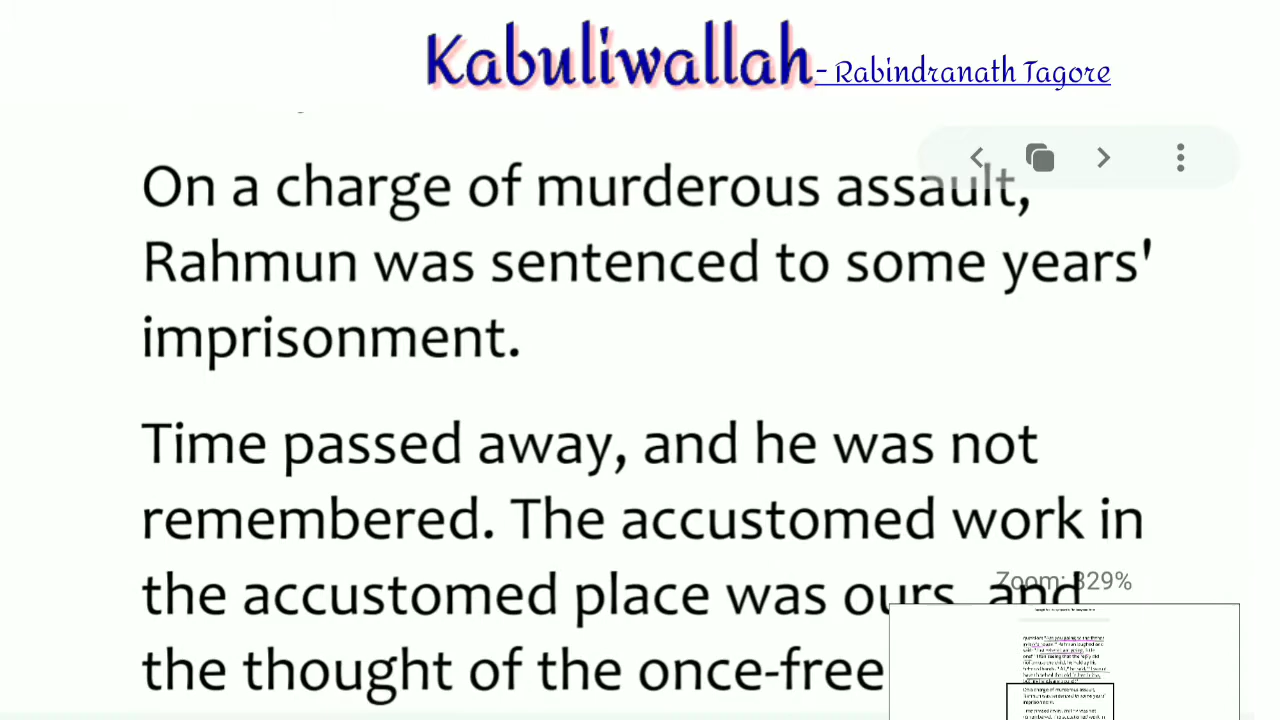 Kabuliwallah - Rabindranath Tagore
On a charge of murderous assault,
Rahmun was sentenced to some years'
imprisonment.
Time passed away, and he was not
remembered. The accustomed work in
the accustomed place was ours, and
Zoom: 329%
the thought of the once-free